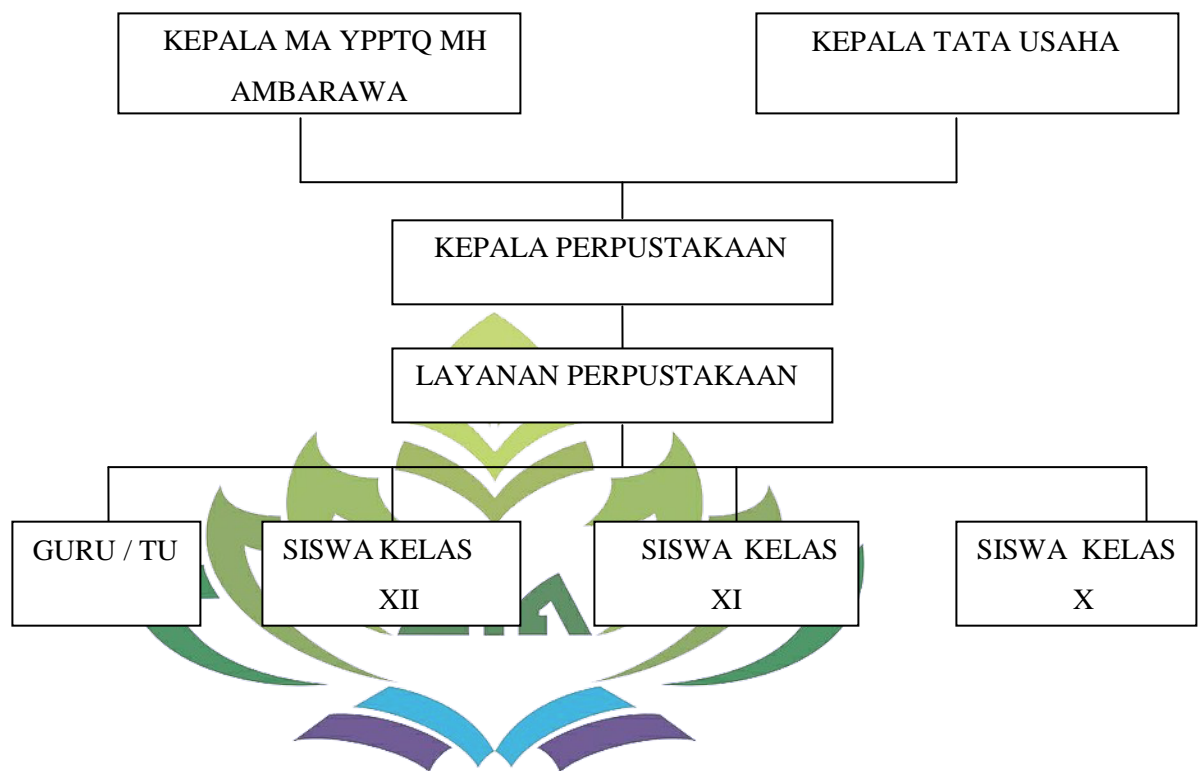 KEPALA MA YPPTQ MH
AMBARAWA
KEPALA TATA USAHA
KEPALA PERPUSTAKAAN
LAYANAN PERPUSTAKAAN
GURU / TU
SISWA KELAS
XII
SISWA KELAS
XI
SISWA KELAS
X